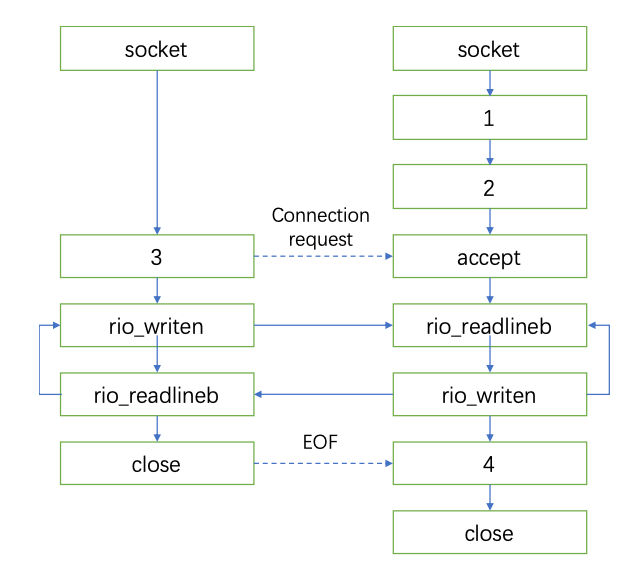 socket
socket
1
2
Connection
request
3
accept
rio_writen
rio_readlineb
rio_readlineb
rio_writen
EOF
close
4
close